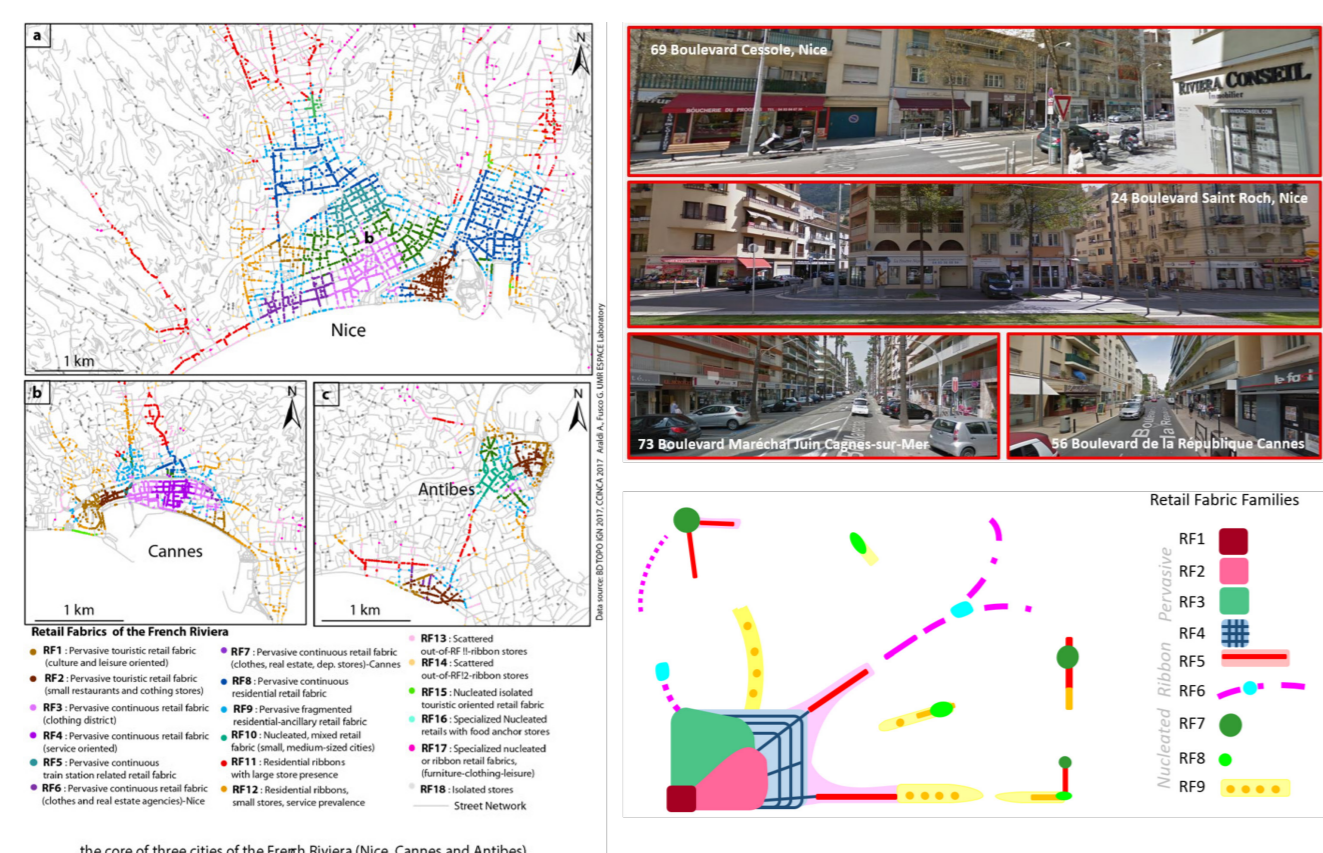 a
N
b
Nice
1 km
b
N
Cannes
1 km
c
N
Antibes
1 km
Data source: BD TOPO IGN 2017, CCINCA 2017 Araldi A., Fusco G. UMR ESPACE Laboratory
Retail Fabrics of the French Riviera
RF1 : Pervasive touristic retail fabric
(culture and leisure oriented)
RF2 : Pervasive touristic retail fabric
(small restaurants and cothing stores)
RF3 : Pervasive continuous retail fabric
(clothing district)
RF4 : Pervasive continuous retail fabric
(service oriented)
RF5 : Pervasive continuous
train station related retail fabric
RF6 : Pervasive continuous retail fabric
(clothes and real estate agencies)-Nice
RF7 : Pervasive continuous retail fabric
(clothes, real estate, dep. stores)-Cannes
RF8 : Pervasive continuous
residential retail fabric
RF9 : Pervasive fragmented
residential-ancillary retail fabric
RF10 : Nucleated, mixed retail
fabric (small, medium-sized cities)
RF11 : Residential ribbons
with large store presence
RF12 : Residential ribbons,
small stores, service prevalence
RF13 : Scattered
out-of-RF !!-ribbon stores
RF14 : Scattered
out-of-RF!2-ribbon stores
RF15 : Nucleated isolated
touristic oriented retail fabric
RF16 : Specialized Nucleated
retails with food anchor stores
RF17 : Specialized nucleated
or ribbon retail fabrics,
(furniture-clothing-leisure)
RF18 : Isolated stores
Street Network
the core of three cities of the French Riviera (Nice, Cannes and Antibes)
69 Boulevard Cessole, Nice
BOUCHERIE DU
RIVIERA CONSEIL
Immobilier
24 Boulevard Saint Roch, Nice
73 Boulevard Maréchal Juin Cagnes-sur-Mer
56 Boulevard de la République Cannes
Retail Fabric Families
Pervasive
RF1
RF2
RF3
RF4
Ribbon
RF5
RF6
Nucleated
RF7
RF8
RF9